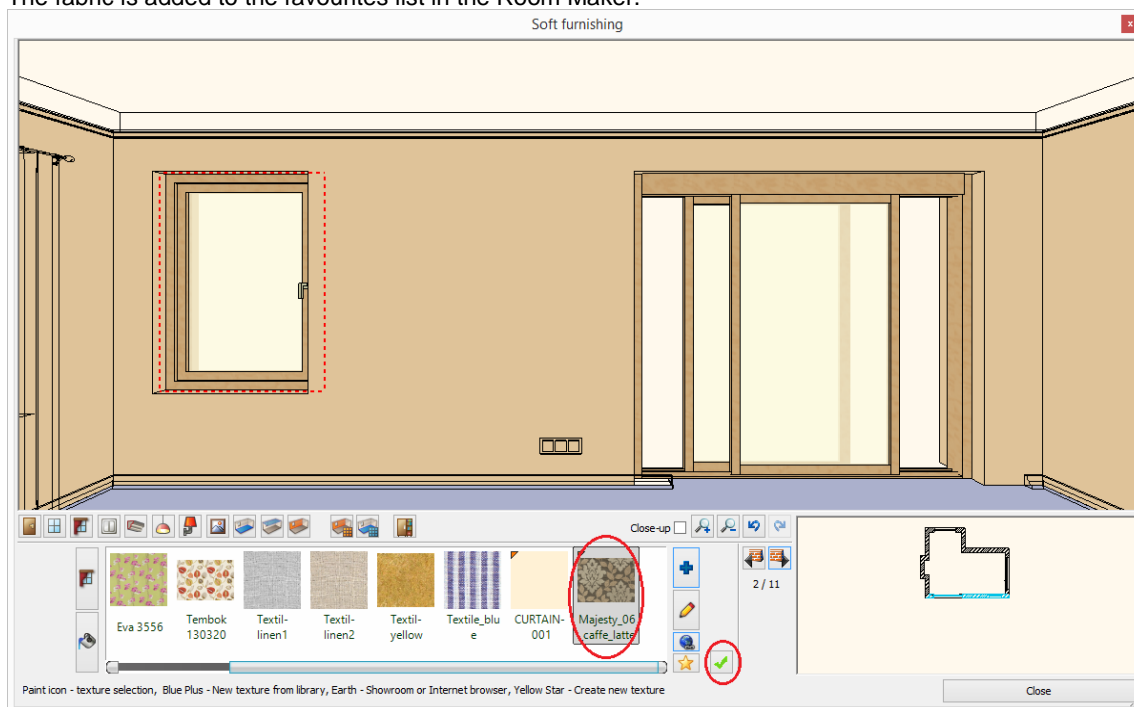 The fabric is added to the favourites list in the Room Maker.
Soft furnishing
x
Close-up
2 / 11
Eva 3556
Tembok
130320
Textil-
linen1
Textil-
linen2
Textil-
yellow
Textile_blu
e
CURTAIN-
001
Majesty_06
caffe_latte
Paint icon - texture selection, Blue Plus - New texture from library, Earth - Showroom or Internet browser, Yellow Star - Create new texture
Close